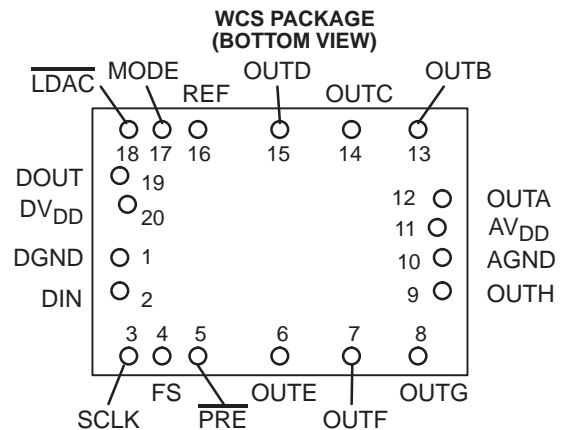 WCS PACKAGE
(BOTTOM VIEW)
LDAC MODE REF OUTD OUTC OUTB
18 17 16 15 14 13
DOUT 19 12 OUTA
DVDD 20 11 AVDD
DGND 1 10 AGND
DIN 2 9 OUTH
3 4 5 6 7 8
SCLK FS PRE OUTE OUTF OUTG